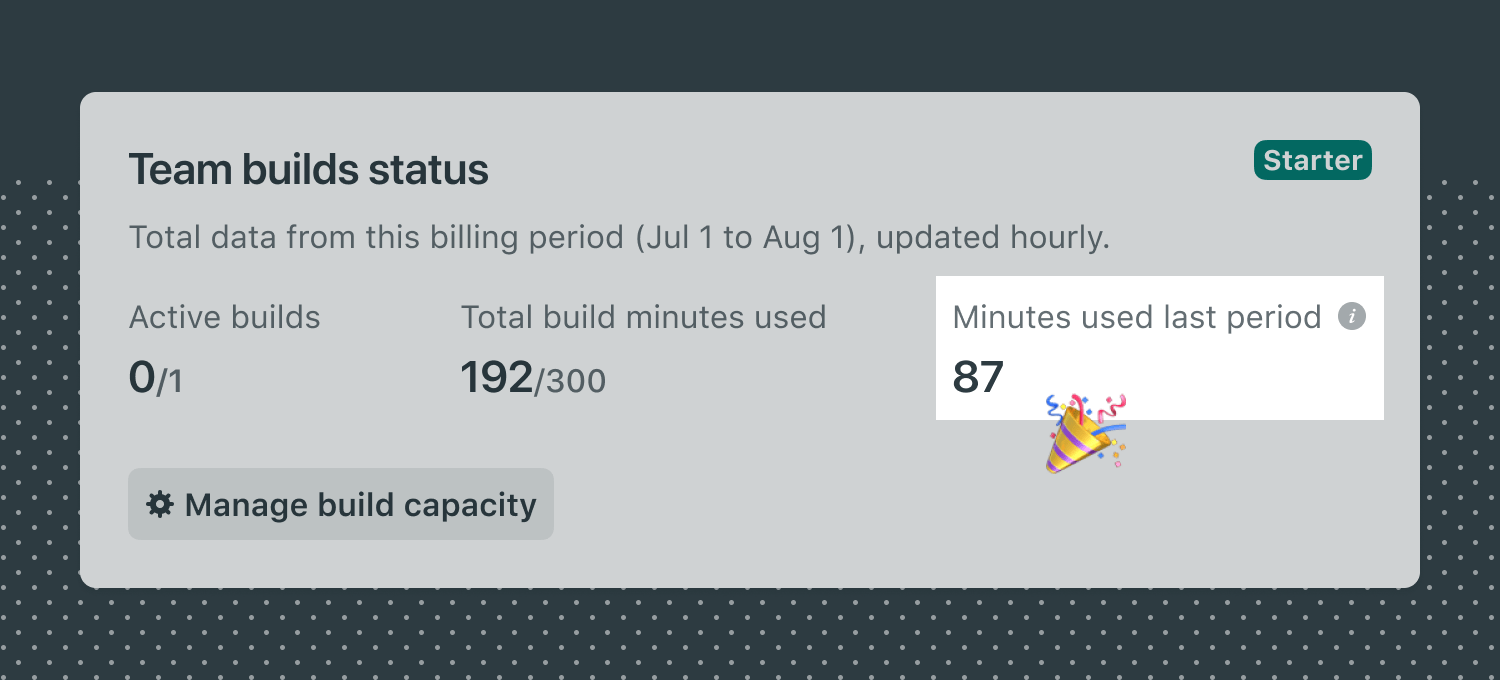 Team builds status
Starter
Total data from this billing period (Jul 1 to Aug 1), updated hourly.
Active builds
0/1
Total build minutes used
192/300
Minutes used last period i
87
Manage build capacity